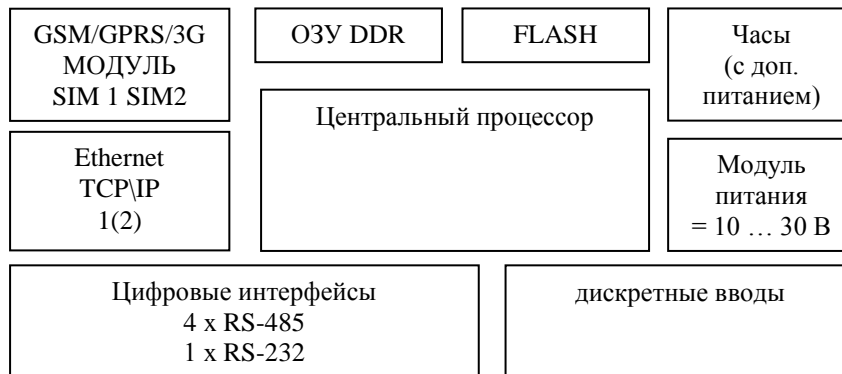 GSM/GPRS/3G
МОДУЛЬ
SIM 1 SIM2
ОЗУ DDR
FLASH
Часы
(с доп.
питанием)
Центральный процессор
Ethernet
TCP\IP
1(2)
Модуль
питания
= 10 … 30 В
Цифровые интерфейсы
4 x RS-485
1 x RS-232
дискретные вводы